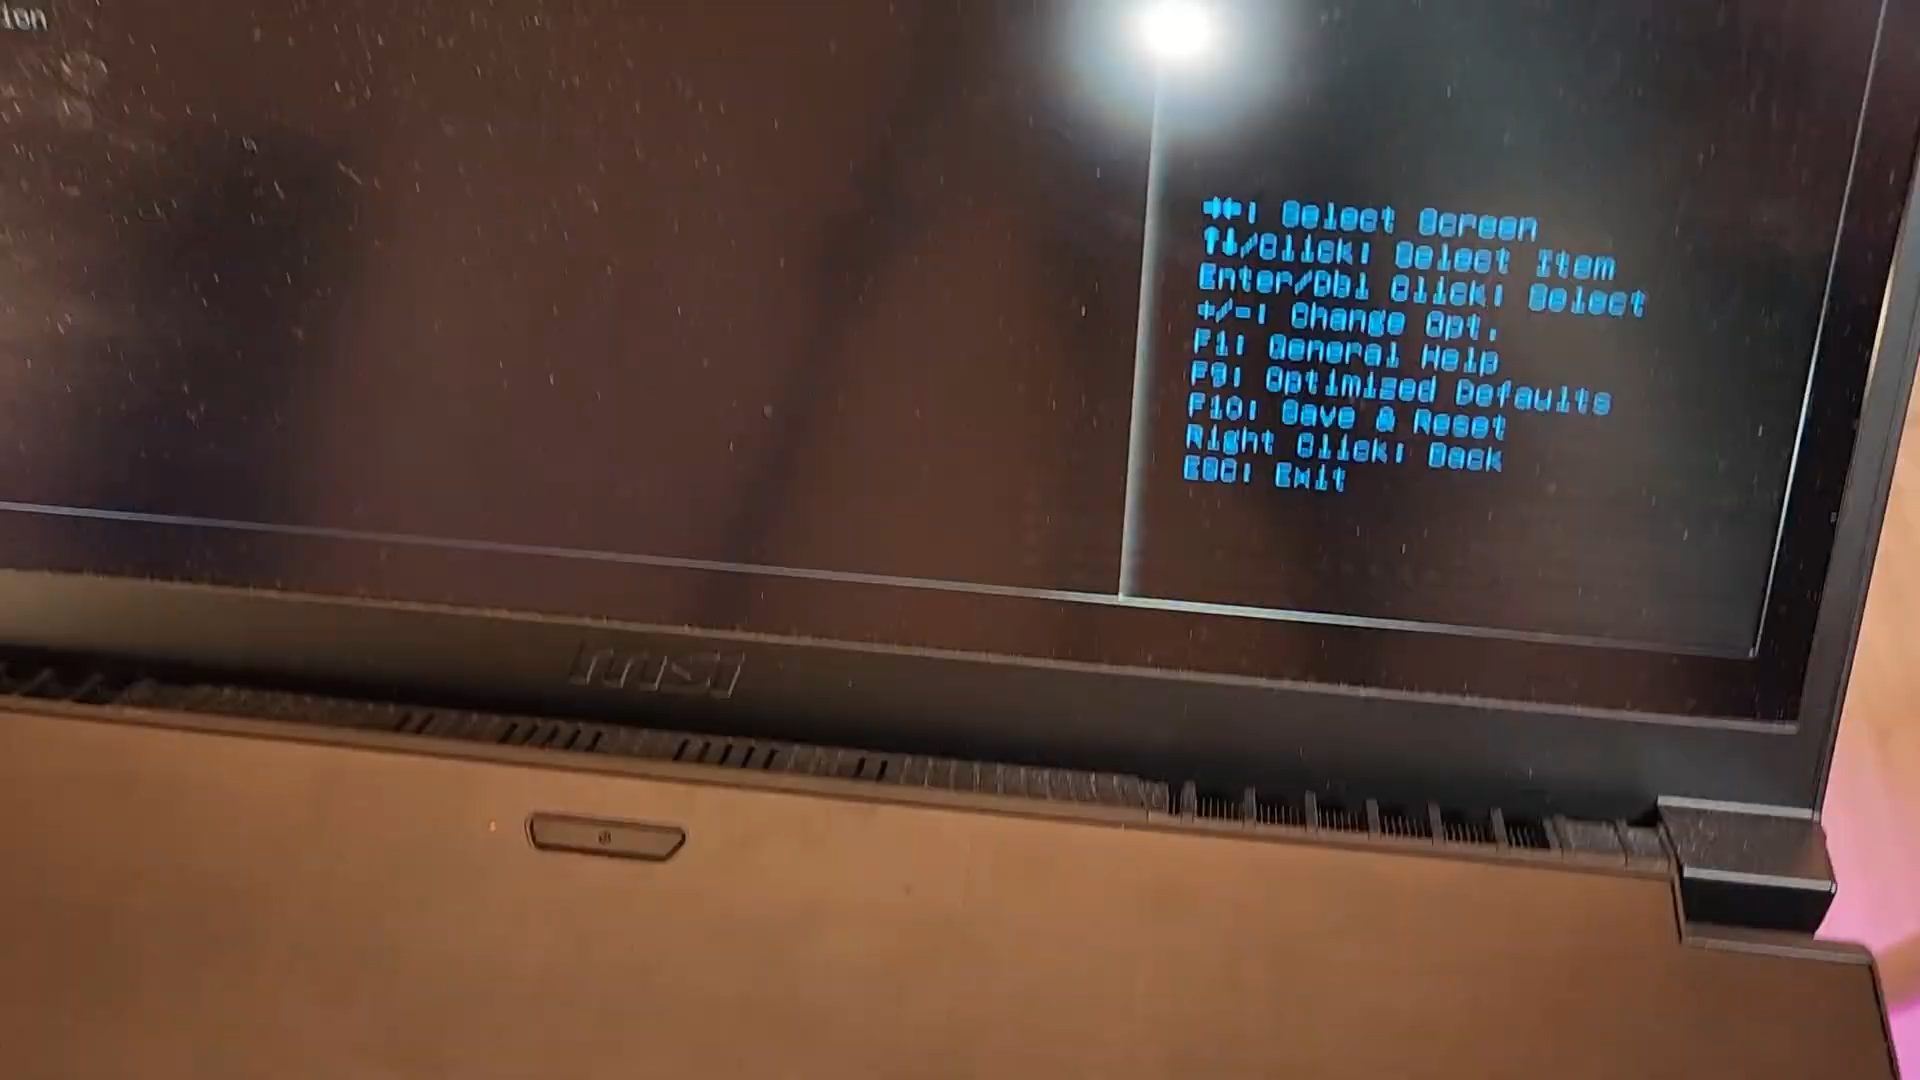 ion
→←: Select Screen
↑↓/Click: Select Item
Enter/Dbl Click: Select
+/-: Change Opt.
F1: General Help
F9: Optimized Defaults
F10: Save & Reset
Right Click: Back
ESC: Exit
msi